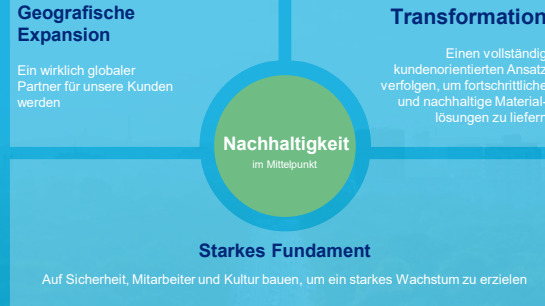 Geografische
Expansion
Ein wirklich globaler
Partner für unsere Kunden
werden
Transformation
Einen vollständig
kundenorientierten Ansatz
verfolgen, um fortschrittliche
und nachhaltige Material-
lösungen zu liefern
Nachhaltigkeit
im Mittelpunkt
Starkes Fundament
Auf Sicherheit, Mitarbeiter und Kultur bauen, um ein starkes Wachstum zu erzielen